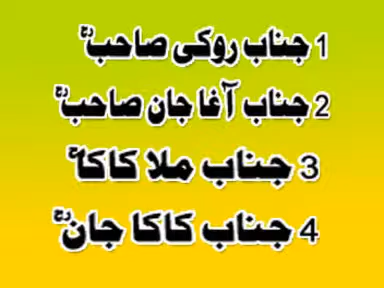 1 جناب روکی صاحبؒ
2 جناب آغا جان صاحبؒ
3 جناب ملا کاکاؒ
4 جناب کاکا جانؒ